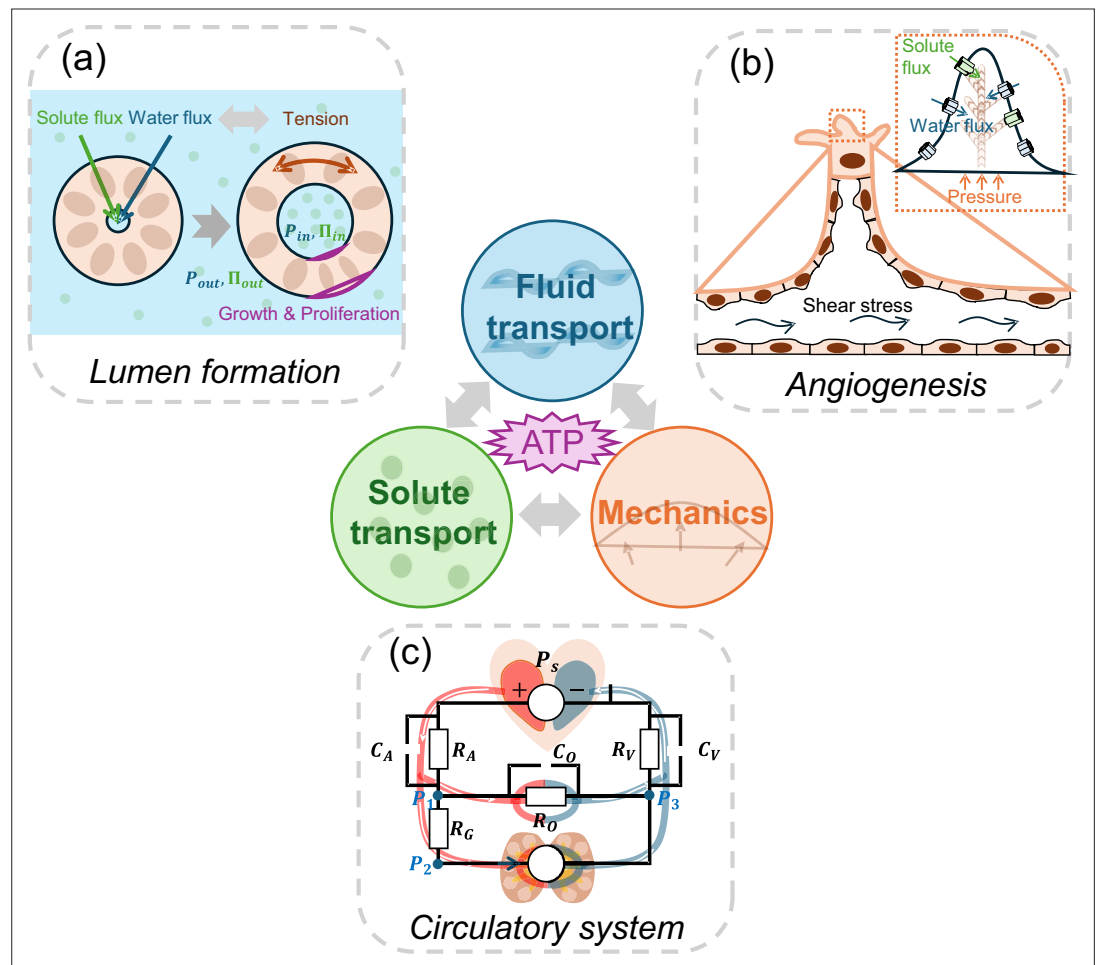 (a)
Solute flux Water flux Tension
P_in, Π_in
P_out, Π_out
Growth & Proliferation
Lumen formation
(b)
Solute
flux
Water flux
Pressure
Shear stress
Angiogenesis
Fluid
transport
ATP
Solute
transport
Mechanics
(c)
P_s
+ −
C_A R_A C_O R_V C_V
P_1 P_3
R_G R_O
P_2
Circulatory system